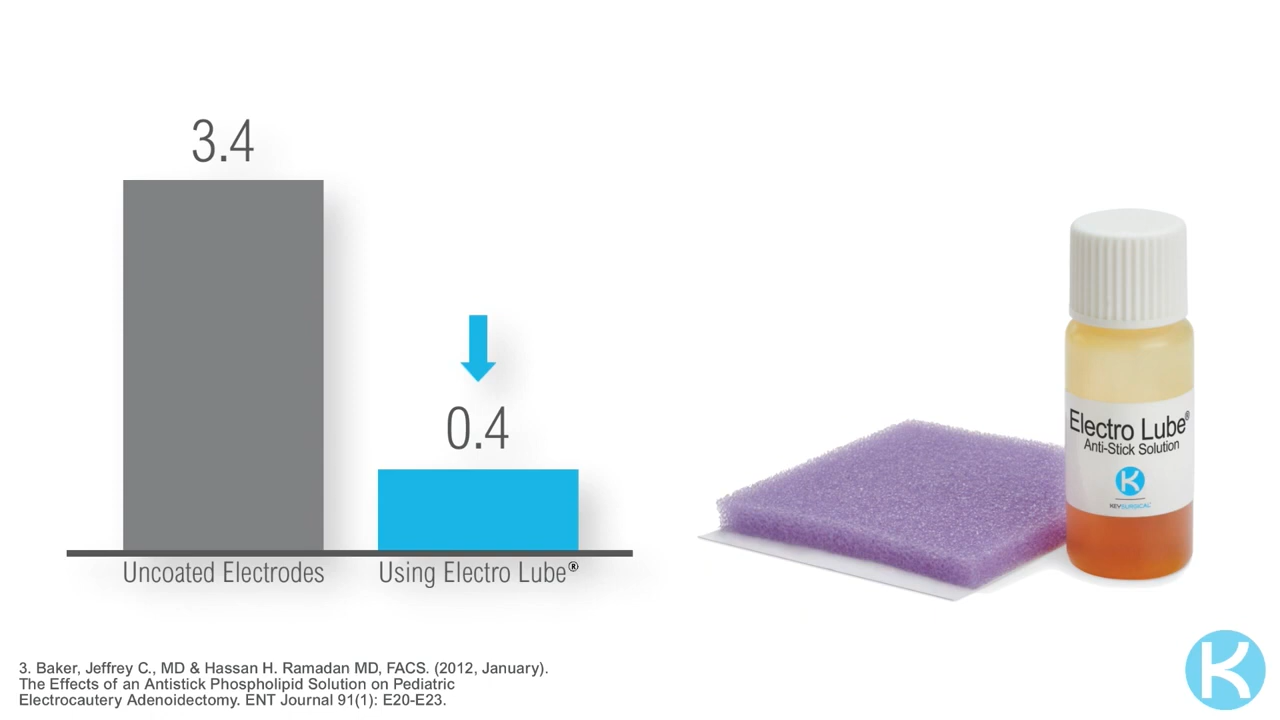 3.4
0.4
Uncoated Electrodes
Using Electro Lube®
Electro Lube®
Anti-Stick Solution
K
KEYSURGICAL
3. Baker, Jeffrey C., MD & Hassan H. Ramadan MD, FACS. (2012, January).
The Effects of an Antistick Phospholipid Solution on Pediatric
Electrocautery Adenoidectomy. ENT Journal 91(1): E20-E23.
K